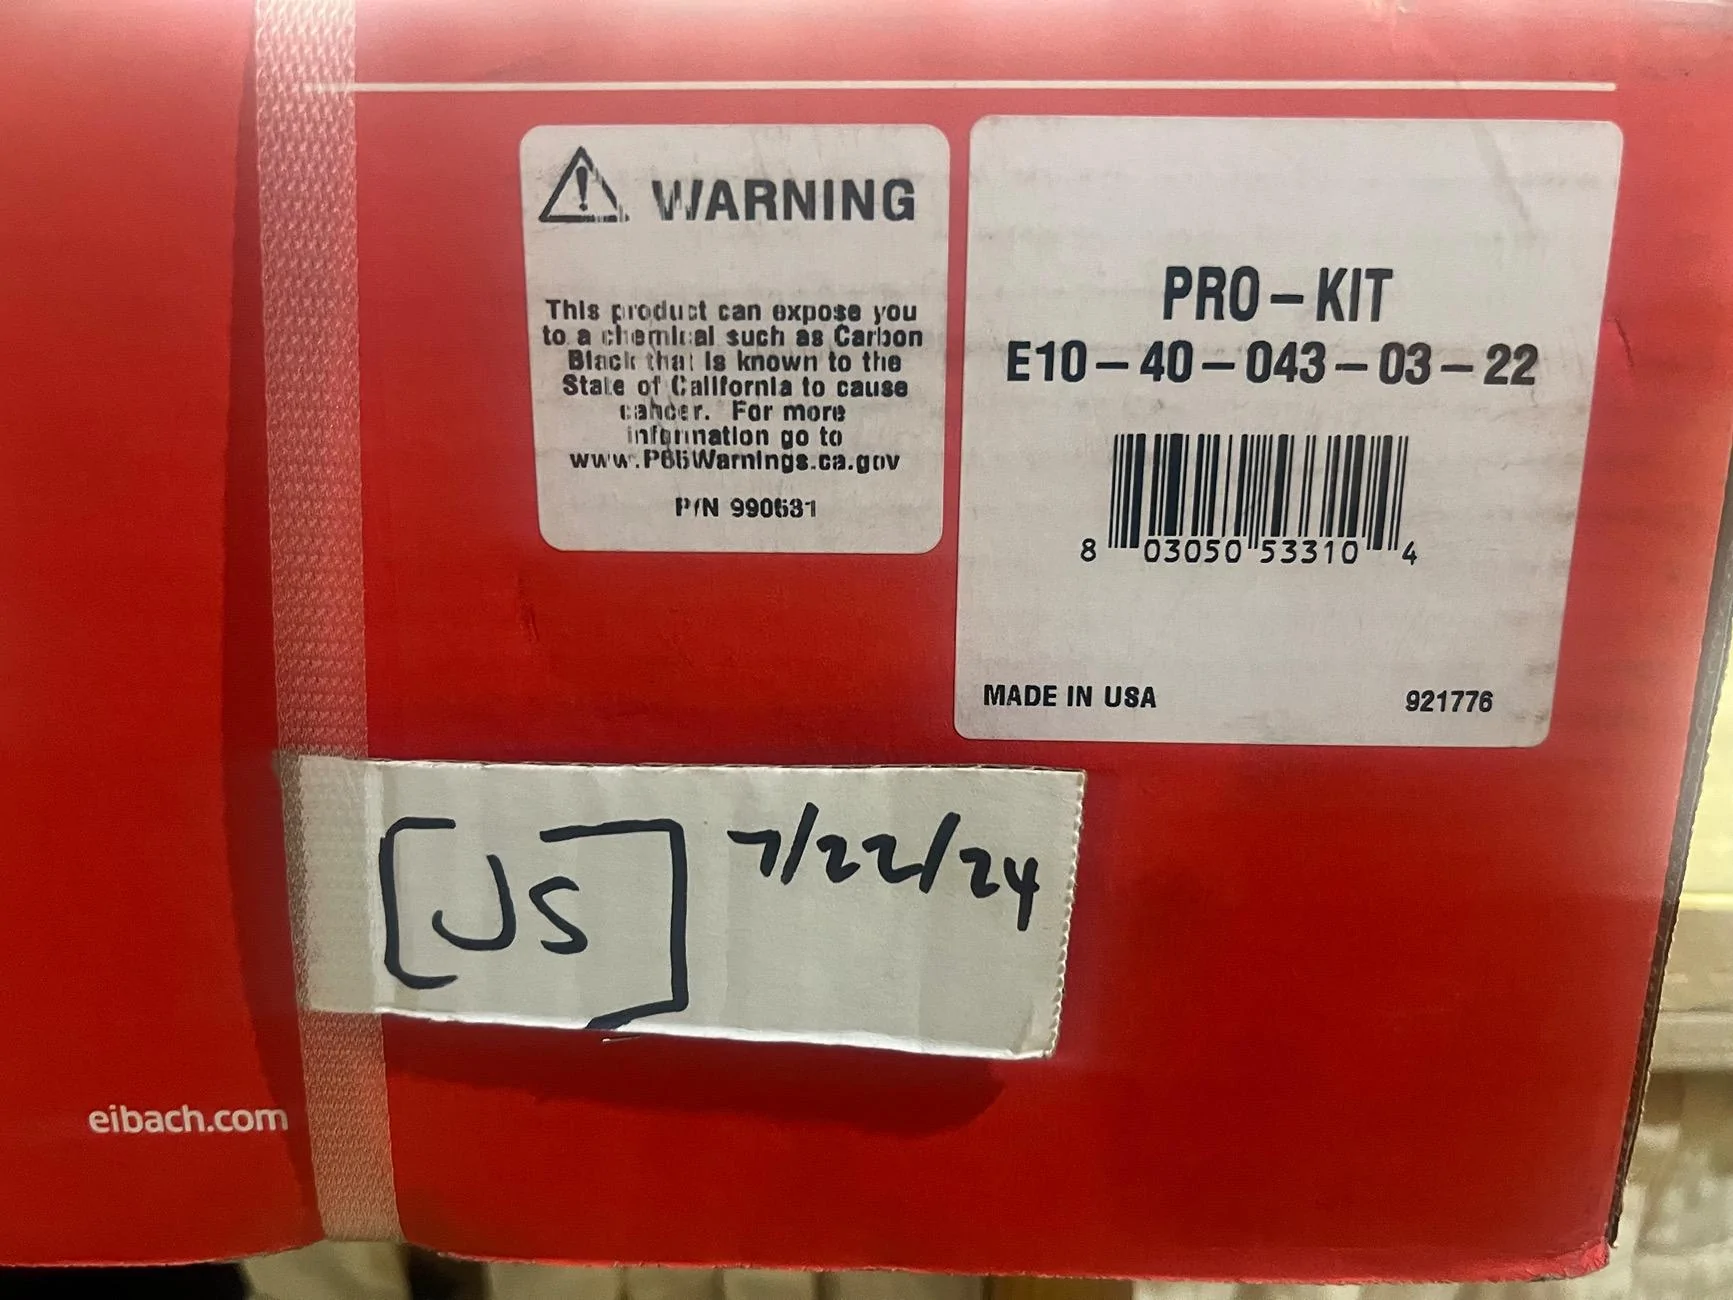 WARNING
This product can expose you
to a chemical such as Carbon
Black that is known to the
State of California to cause
cancer. For more
information go to
www.P65Warnings.ca.gov
P/N 990631
PRO-KIT
E10-40-043-03-22
8 03050 53310 4
MADE IN USA 921776
[JS] 7/22/24
eibach.com